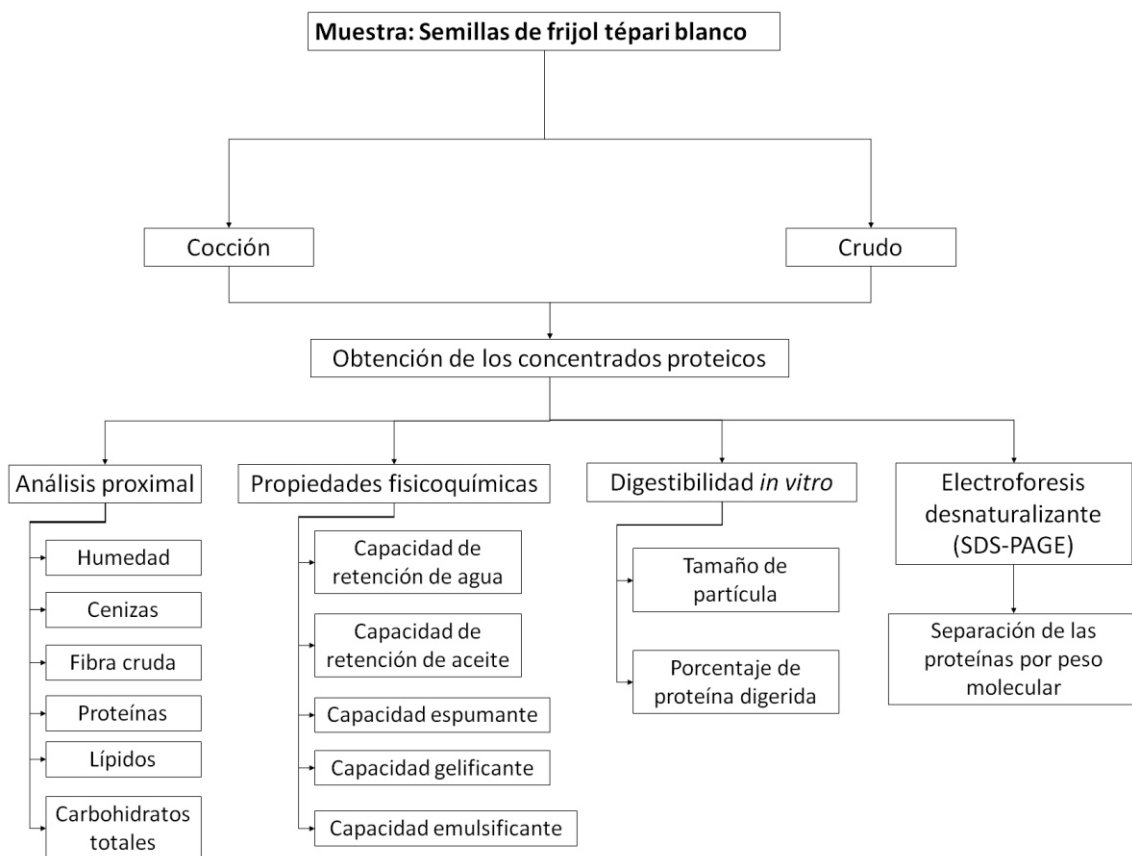 Muestra: Semillas de frijol tépari blanco
Cocción
Crudo
Obtención de los concentrados proteicos
Análisis proximal
Humedad
Cenizas
Fibra cruda
Proteínas
Lípidos
Carbohidratos
totales
Propiedades fisicoquímicas
Capacidad de
retención de agua
Capacidad de
retención de aceite
Capacidad espumante
Capacidad gelificante
Capacidad emulsificante
Digestibilidad in vitro
Tamaño de
partícula
Porcentaje de
proteína digerida
Electroforesis
desnaturalizante
(SDS-PAGE)
Separación de las
proteínas por peso
molecular